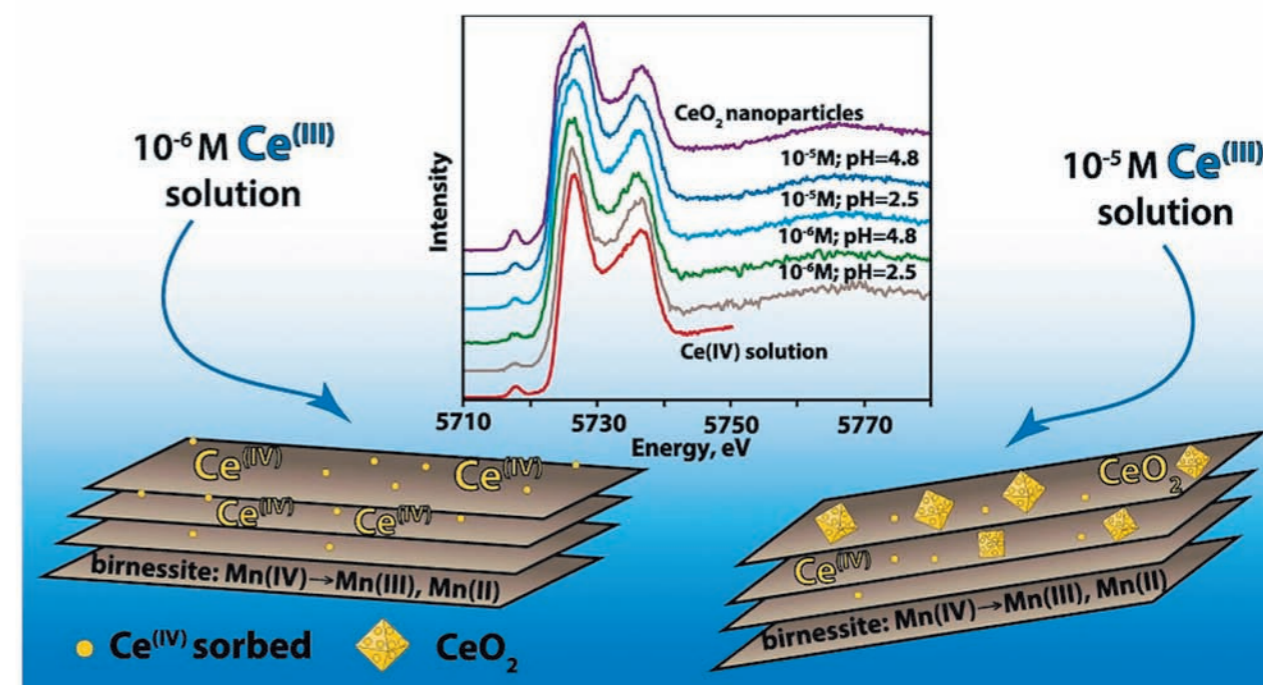 10⁻⁶ M Ce⁽ᴵᴵᴵ⁾
solution
Intensity
CeO₂ nanoparticles
10⁻⁵M; pH=4.8
10⁻⁵M; pH=2.5
10⁻⁶M; pH=4.8
10⁻⁶M; pH=2.5
Ce(IV) solution
5710 5730 5750 5770
Energy, eV
10⁻⁵ M Ce⁽ᴵᴵᴵ⁾
solution
Ce⁽ᴵⱽ⁾ Ce⁽ᴵⱽ⁾
Ce⁽ᴵⱽ⁾ Ce⁽ᴵⱽ⁾
birnessite: Mn(IV)→Mn(III), Mn(II)
CeO₂
Ce⁽ᴵⱽ⁾
birnessite: Mn(IV)→Mn(III), Mn(II)
Ce⁽ᴵⱽ⁾ sorbed CeO₂